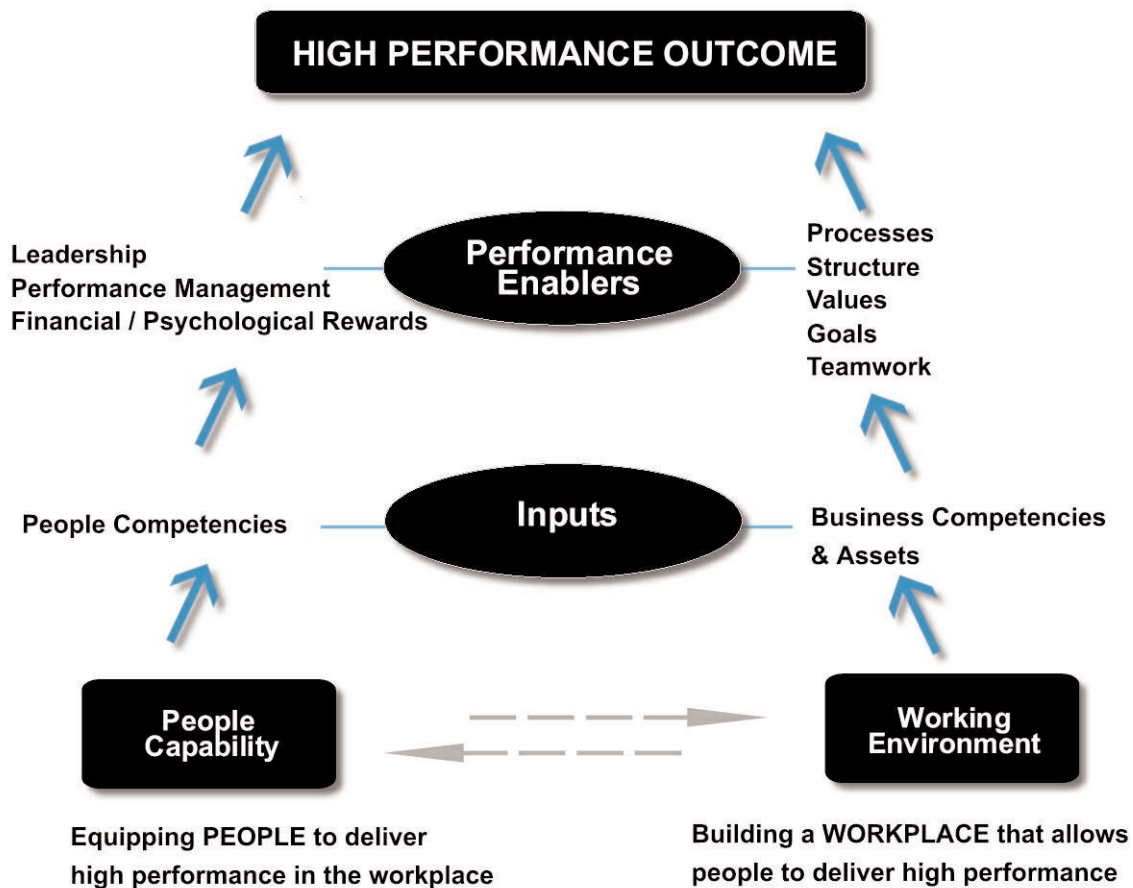 HIGH PERFORMANCE OUTCOME
Leadership
Performance Management
Financial / Psychological Rewards
Performance
Enablers
Processes
Structure
Values
Goals
Teamwork
People Competencies
Inputs
Business Competencies
& Assets
People
Capability
Working
Environment
Equipping PEOPLE to deliver
high performance in the workplace
Building a WORKPLACE that allows
people to deliver high performance